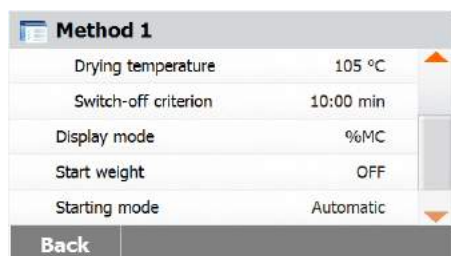 Method 1
Drying temperature 105 °C
Switch-off criterion 10:00 min
Display mode %MC
Start weight OFF
Starting mode Automatic
Back